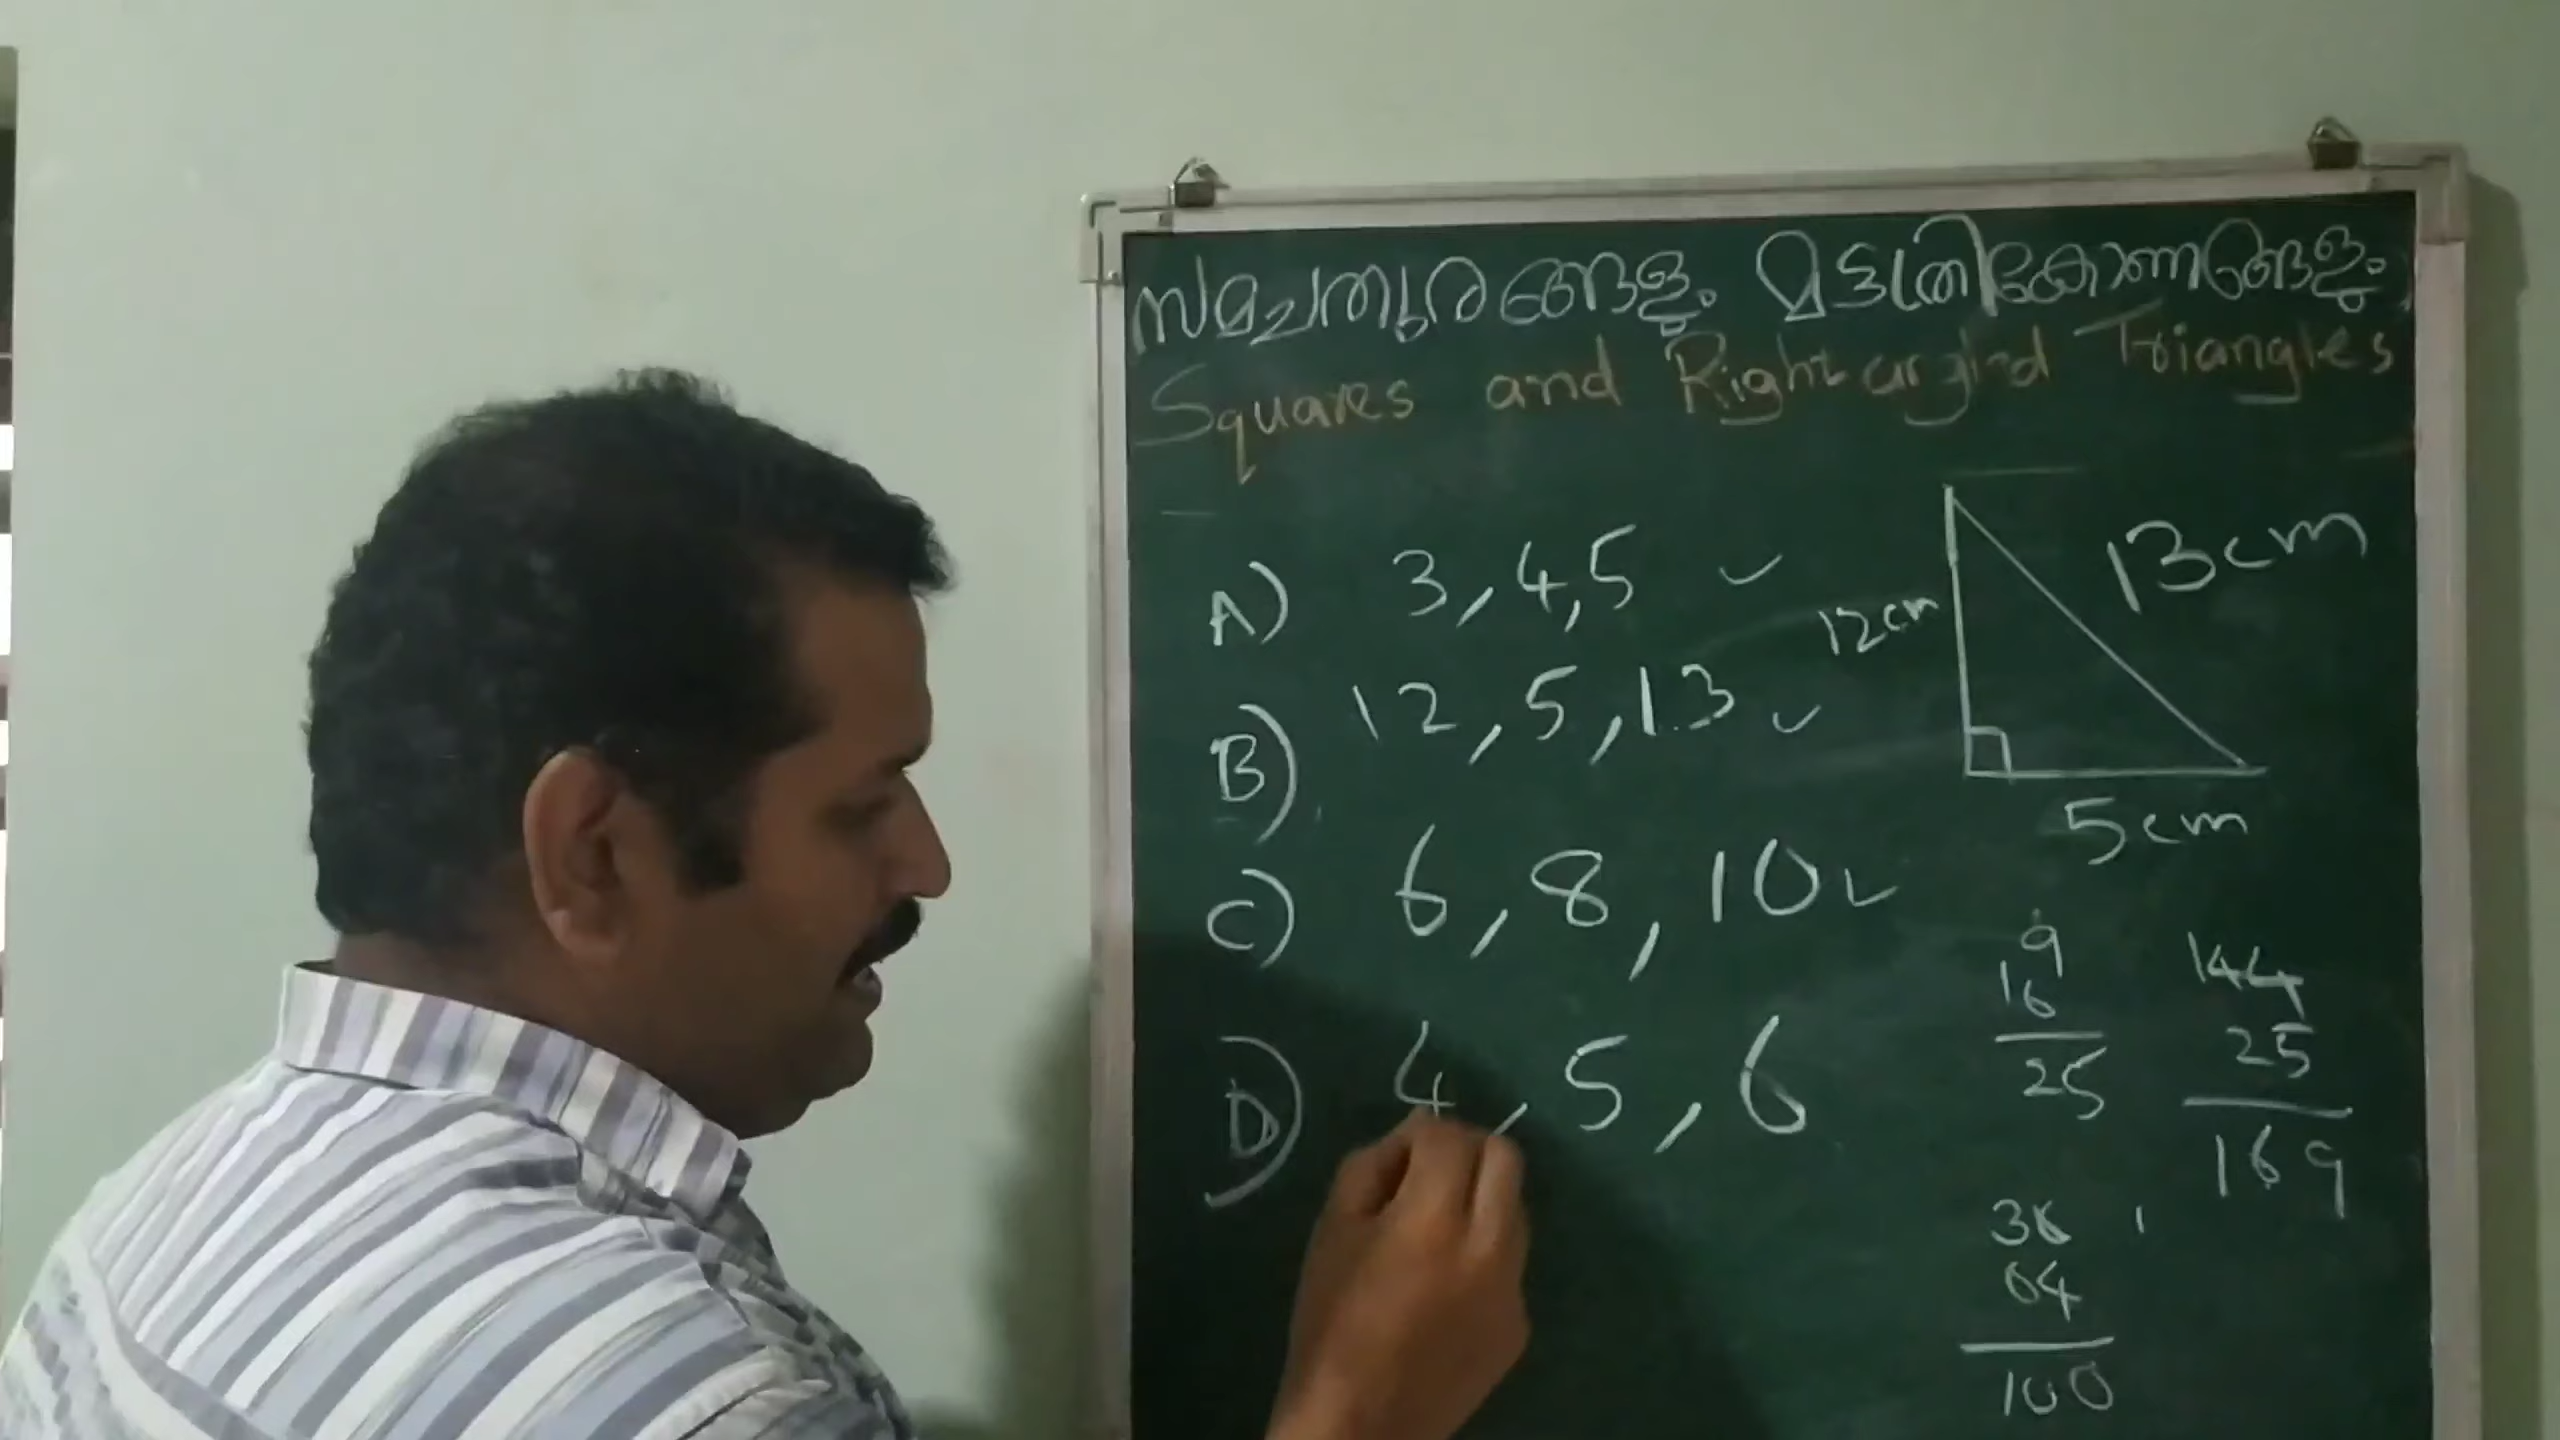 സമചതുരങ്ങളും മട്ടത്രികോണങ്ങളും
Squares and Right angled Triangles
A) 3, 4, 5 ✓
B) 12, 5, 13 ✓
C) 6, 8, 10 ✓
D) 4, 5, 6
12cm
13cm
5cm
9
16
25
144
25
169
36
64
100